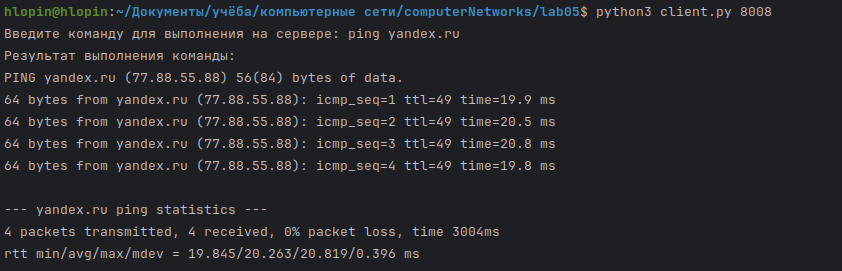 hlopin@hlopin:~/Документы/учёба/компьютерные сети/computerNetworks/lab05$ python3 client.py 8008
Введите команду для выполнения на сервере: ping yandex.ru
Результат выполнения команды:
PING yandex.ru (77.88.55.88) 56(84) bytes of data.
64 bytes from yandex.ru (77.88.55.88): icmp_seq=1 ttl=49 time=19.9 ms
64 bytes from yandex.ru (77.88.55.88): icmp_seq=2 ttl=49 time=20.5 ms
64 bytes from yandex.ru (77.88.55.88): icmp_seq=3 ttl=49 time=20.8 ms
64 bytes from yandex.ru (77.88.55.88): icmp_seq=4 ttl=49 time=19.8 ms
--- yandex.ru ping statistics ---
4 packets transmitted, 4 received, 0% packet loss, time 3004ms
rtt min/avg/max/mdev = 19.845/20.263/20.819/0.396 ms